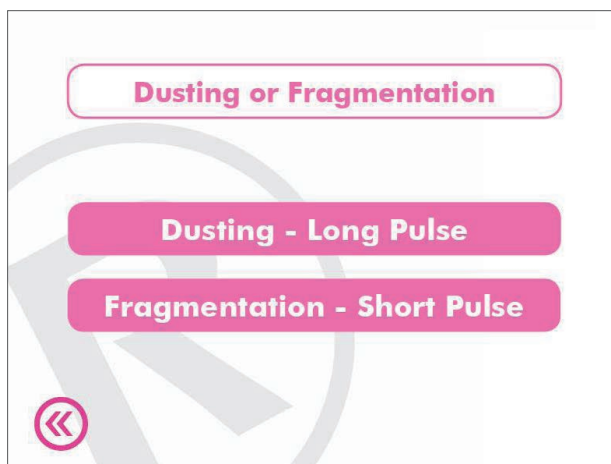 Dusting or Fragmentation
Dusting - Long Pulse
Fragmentation - Short Pulse